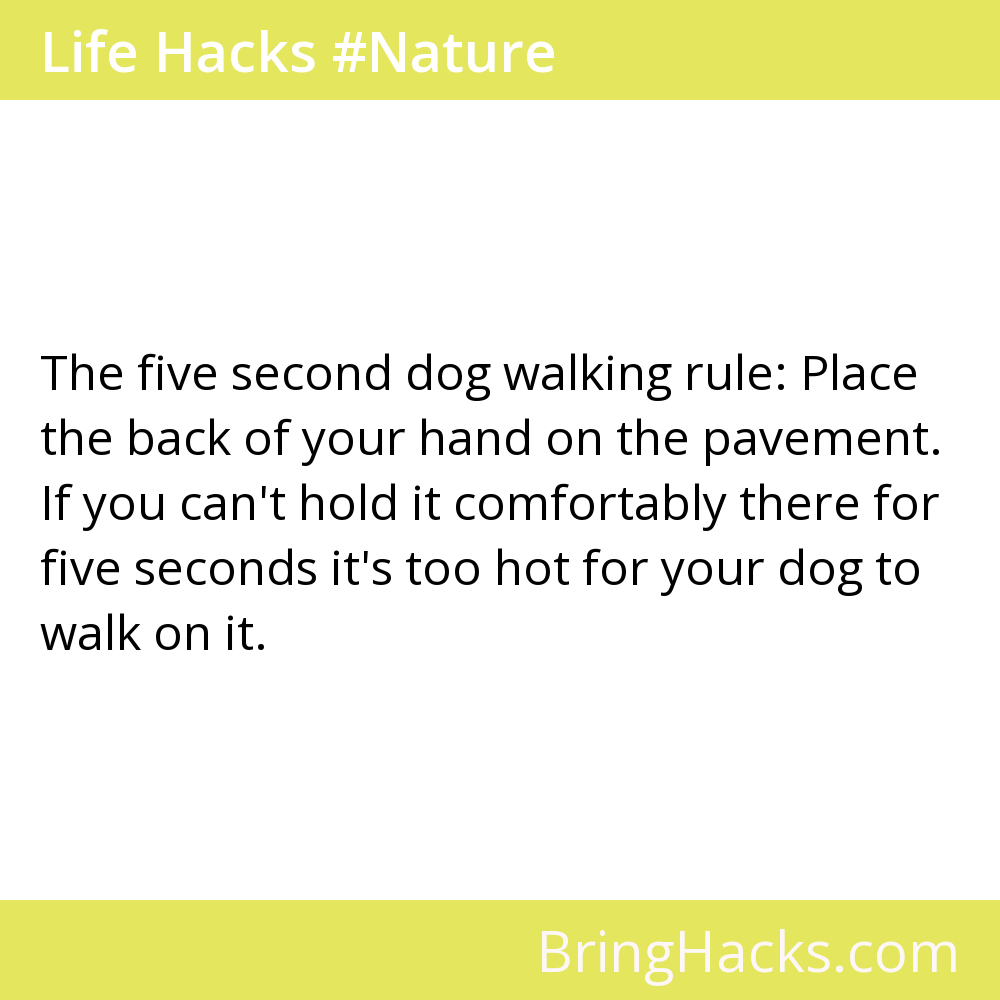 Life Hacks #Nature
The five second dog walking rule: Place
the back of your hand on the pavement.
If you can't hold it comfortably there for
five seconds it's too hot for your dog to
walk on it.
BringHacks.com